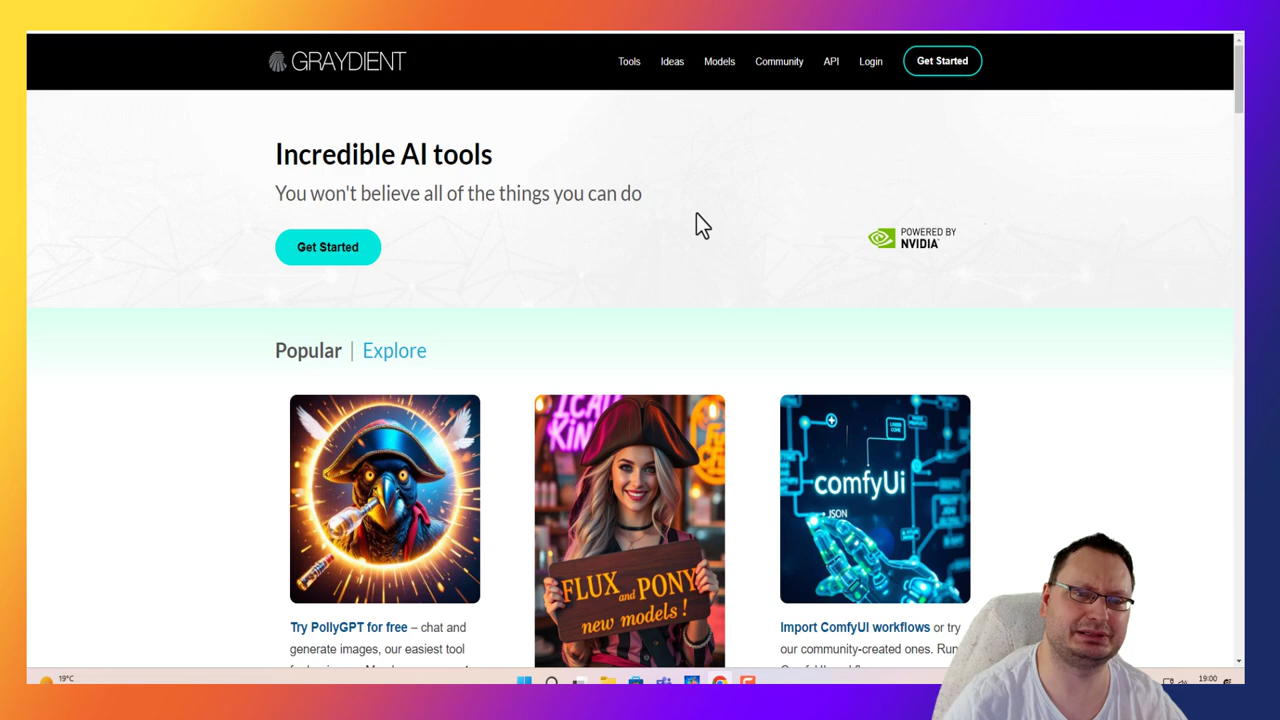 GRAYDIENT
Tools Ideas Models Community API Login Get Started
Incredible AI tools
You won't believe all of the things you can do
Get Started
POWERED BY
NVIDIA
Popular | Explore
FLUX and PONY
new models !
comfyUi
JSON
Try PollyGPT for free – chat and
generate images, our easiest tool
Import ComfyUI workflows or try
our community-created ones. Run
19°C
19:00